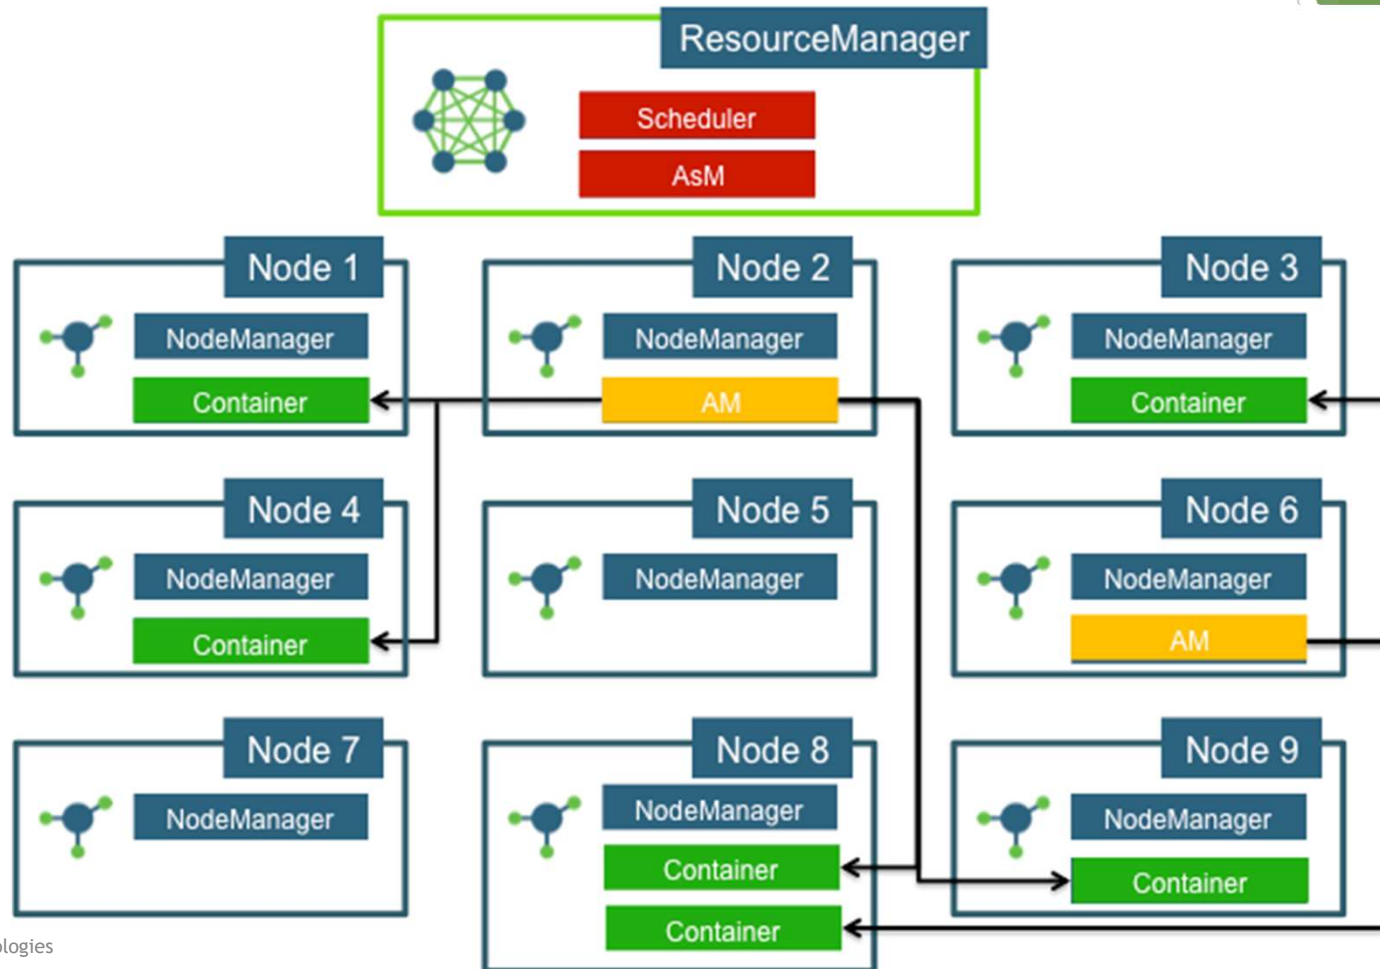 ResourceManager
Scheduler
AsM
Node 1
NodeManager
Container
Node 2
NodeManager
AM
Node 3
NodeManager
Container
Node 4
NodeManager
Container
Node 5
NodeManager
Node 6
NodeManager
AM
Node 7
NodeManager
Node 8
NodeManager
Container
Container
Node 9
NodeManager
Container
ologies